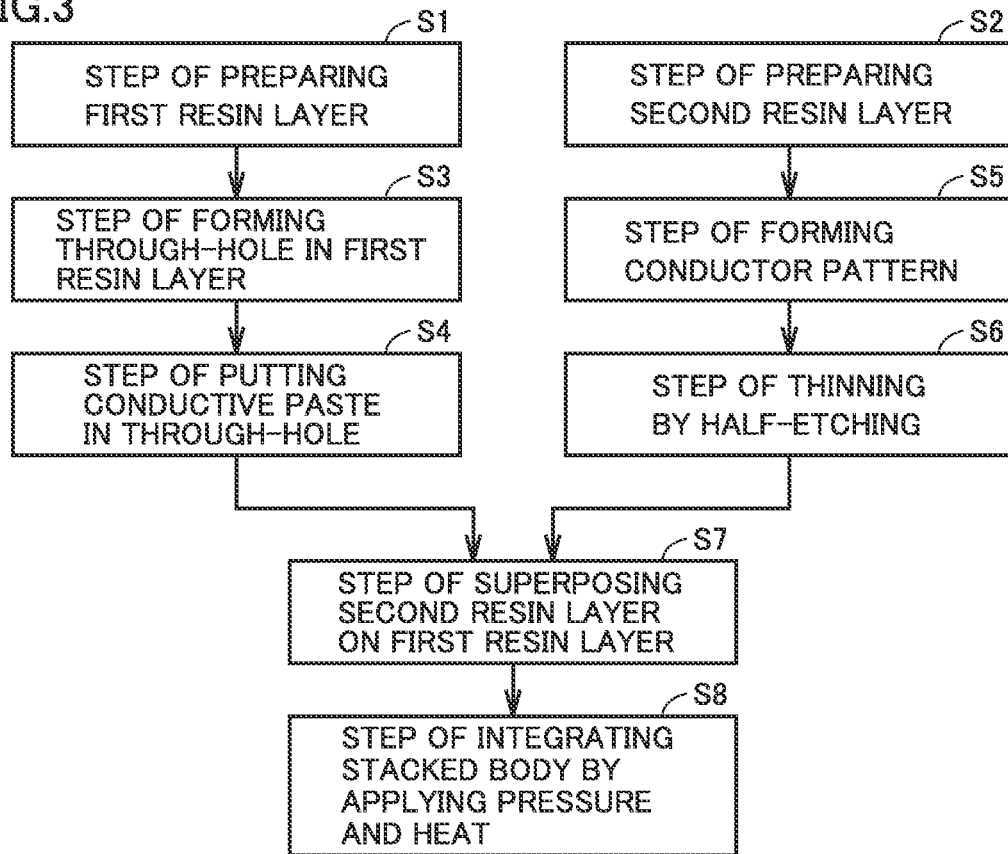 IG.3
S1
STEP OF PREPARING
FIRST RESIN LAYER
S2
STEP OF PREPARING
SECOND RESIN LAYER
S3
STEP OF FORMING
THROUGH-HOLE IN FIRST
RESIN LAYER
S5
STEP OF FORMING
CONDUCTOR PATTERN
S4
STEP OF PUTTING
CONDUCTIVE PASTE
IN THROUGH-HOLE
S6
STEP OF THINNING
BY HALF-ETCHING
S7
STEP OF SUPERPOSING
SECOND RESIN LAYER
ON FIRST RESIN LAYER
S8
STEP OF INTEGRATING
STACKED BODY BY
APPLYING PRESSURE
AND HEAT